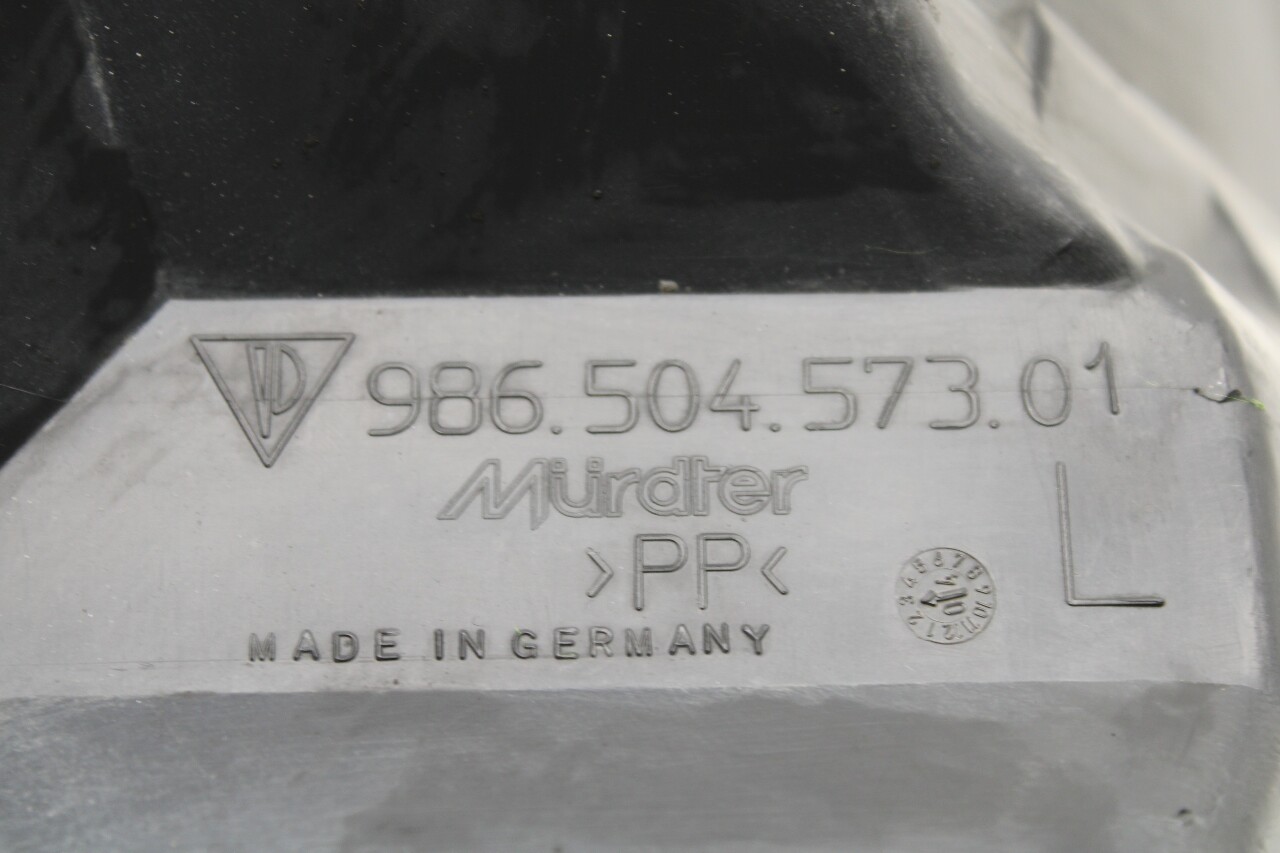 986.504.573.01
Mürdter
>PP<
L
MADE IN GERMANY